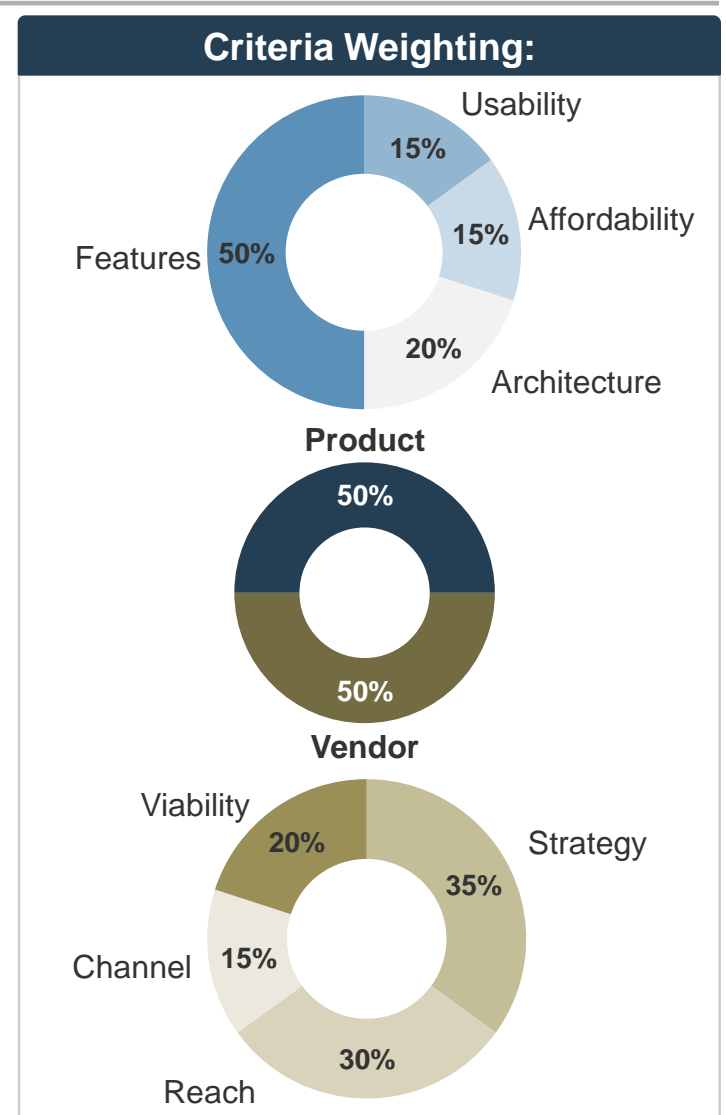 Criteria Weighting:
Usability
15%
Affordability
15%
Features
50%
20%
Architecture
Product
50%
50%
Vendor
Viability
20%
Strategy
35%
Channel
15%
30%
Reach